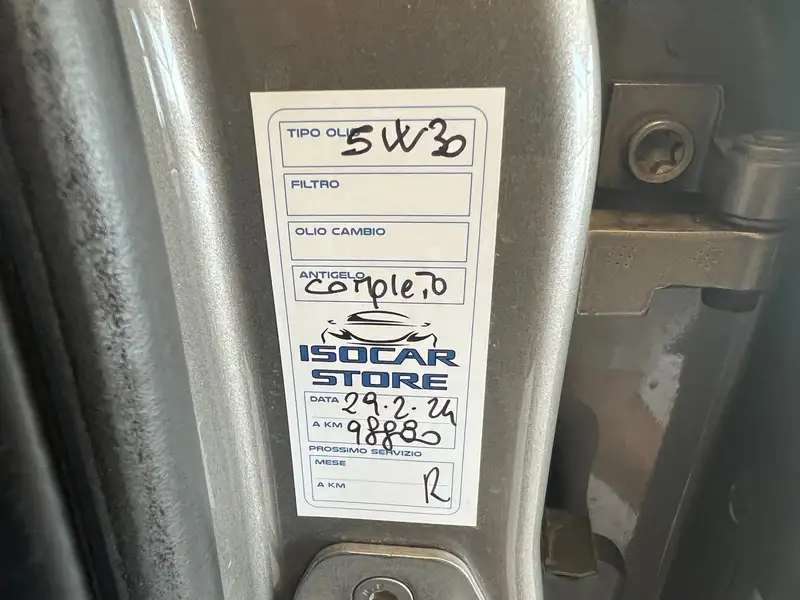 TIPO OLIO 5W30
FILTRO
OLIO CAMBIO
ANTIGELO
completo
ISOCAR
STORE
DATA 29.2.24
A KM 98880
PROSSIMO SERVIZIO
MESE
A KM R